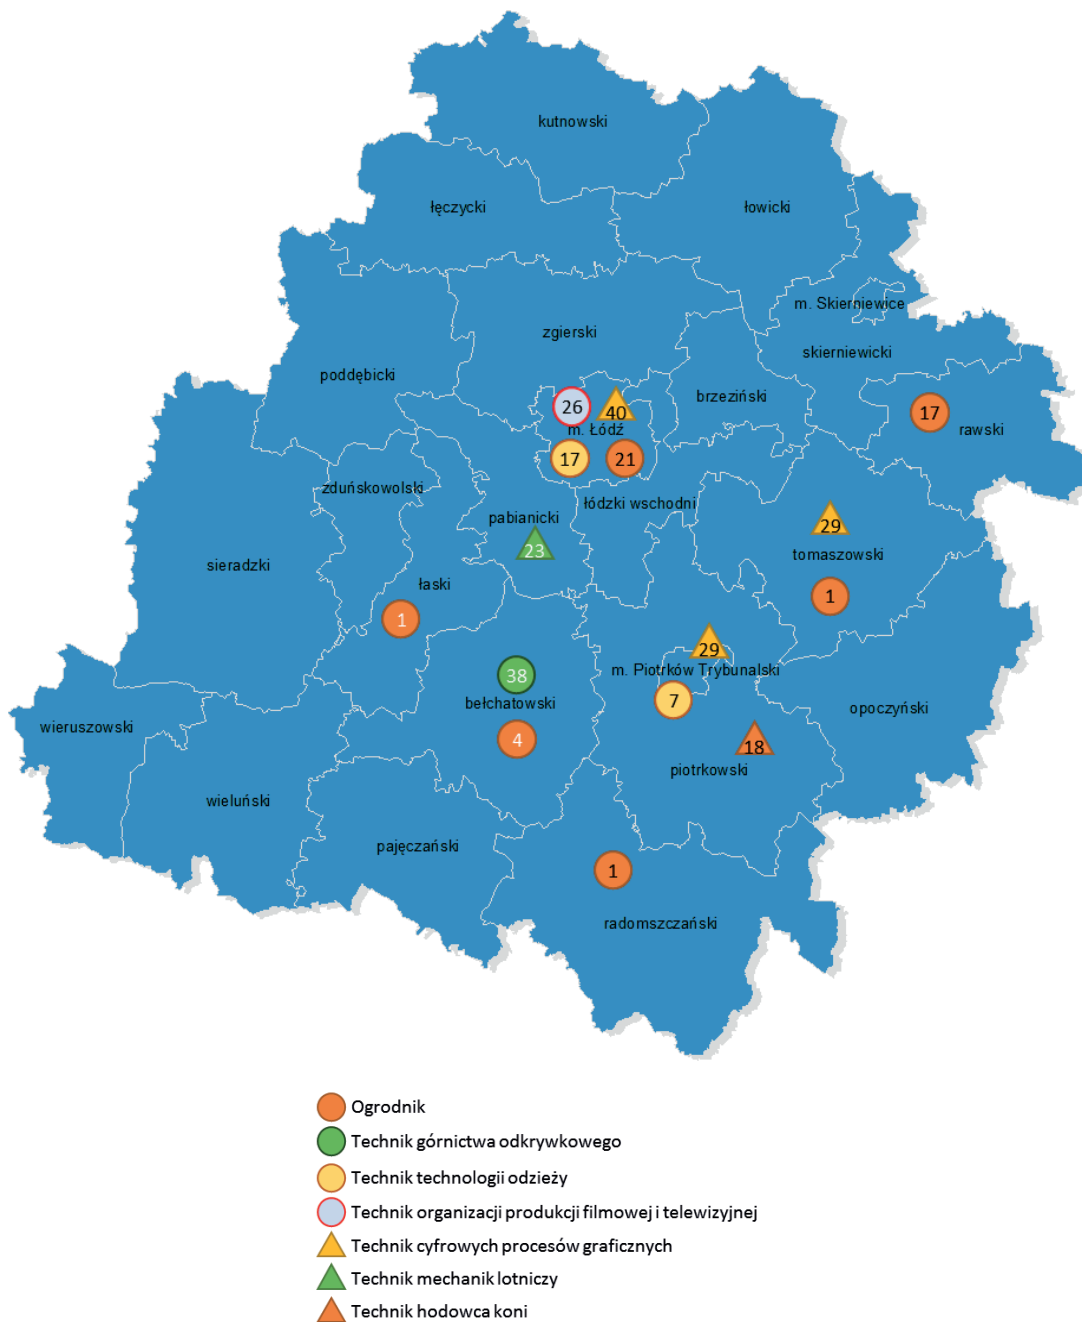 kutnowski
łęczycki
łowicki
m. Skierniewice
zgierski
skierniewicki
poddębicki
brzeziński
26
40
17
m. Łódź
rawski
17
21
zduńskowolski
łódzki wschodni
pabianicki
29
23
tomaszowski
sieradzki
łaski
1
1
29
m. Piotrków Trybunalski
38
bełchatowski
7
opoczyński
wieruszowski
4
18
piotrkowski
wieluński
pajęczański
1
radomszczański
Ogrodnik
Technik górnictwa odkrywkowego
Technik technologii odzieży
Technik organizacji produkcji filmowej i telewizyjnej
Technik cyfrowych procesów graficznych
Technik mechanik lotniczy
Technik hodowca koni